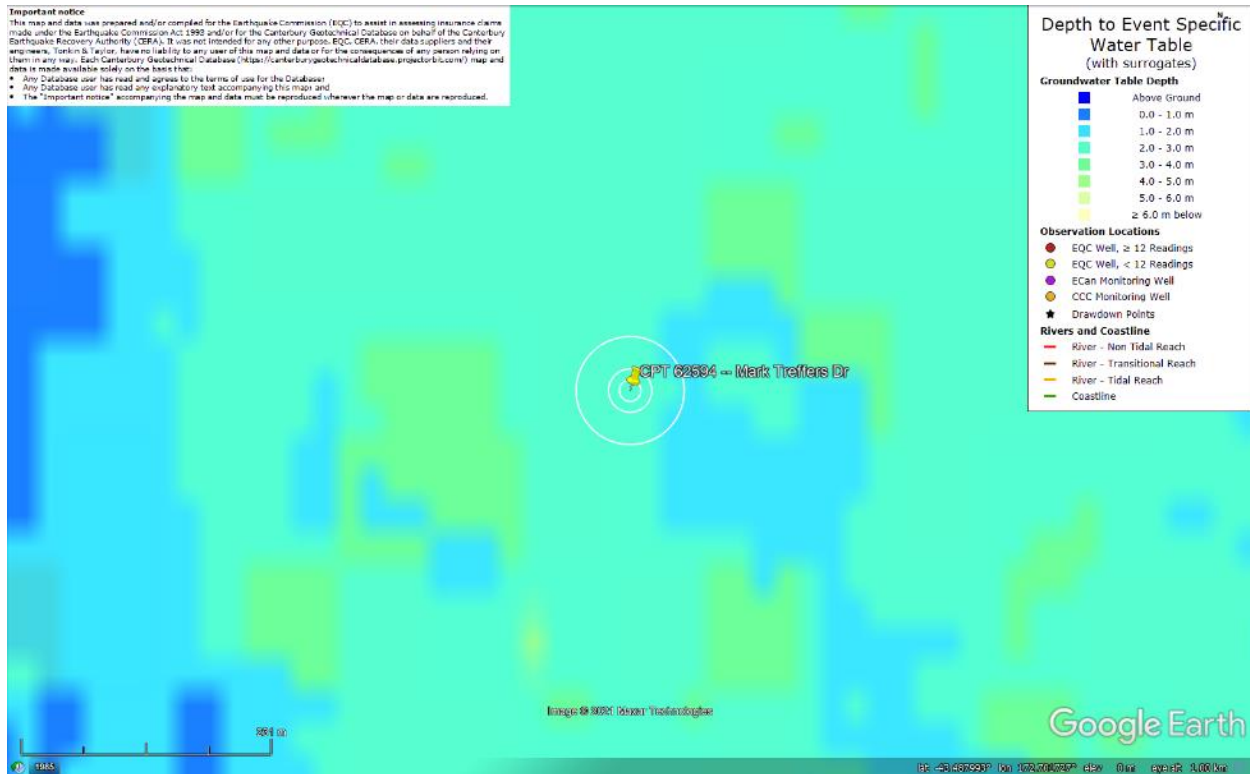 Important notice
This map and data was prepared and/or compiled for the Earthquake Commission (EQC) to assist in assessing insurance claims
made under the Earthquake Commission Act 1993 and/or for the Canterbury Geotechnical Database on behalf of the Canterbury
Earthquake Recovery Authority (CERA). It was not intended for any other purpose. EQC, CERA, their data suppliers and their
engineers, Tonkin & Taylor, have no liability to any user of this map and data or for the consequences of any person relying on
them in any way. Each Canterbury Geotechnical Database (https://canterburygeotechnicaldatabase.projectorbit.com/) map and
data is made available solely on the basis that:
• Any Database user has read and agrees to the terms of use for the Database;
• Any Database user has read any explanatory text accompanying this map; and
• The "Important notice" accompanying the map and data must be reproduced wherever the map or data are reproduced.
N
Depth to Event Specific
Water Table
(with surrogates)
Groundwater Table Depth
Above Ground
0.0 - 1.0 m
1.0 - 2.0 m
2.0 - 3.0 m
3.0 - 4.0 m
4.0 - 5.0 m
5.0 - 6.0 m
≥ 6.0 m below
Observation Locations
EQC Well, ≥ 12 Readings
EQC Well, < 12 Readings
ECan Monitoring Well
CCC Monitoring Well
Drawdown Points
Rivers and Coastline
River - Non Tidal Reach
River - Transitional Reach
River - Tidal Reach
Coastline
CPT 62594 -- Mark Treffers Dr
Image © 2021 Maxar Technologies
Google Earth
1985
elev 0 m eye alt 1.00 km